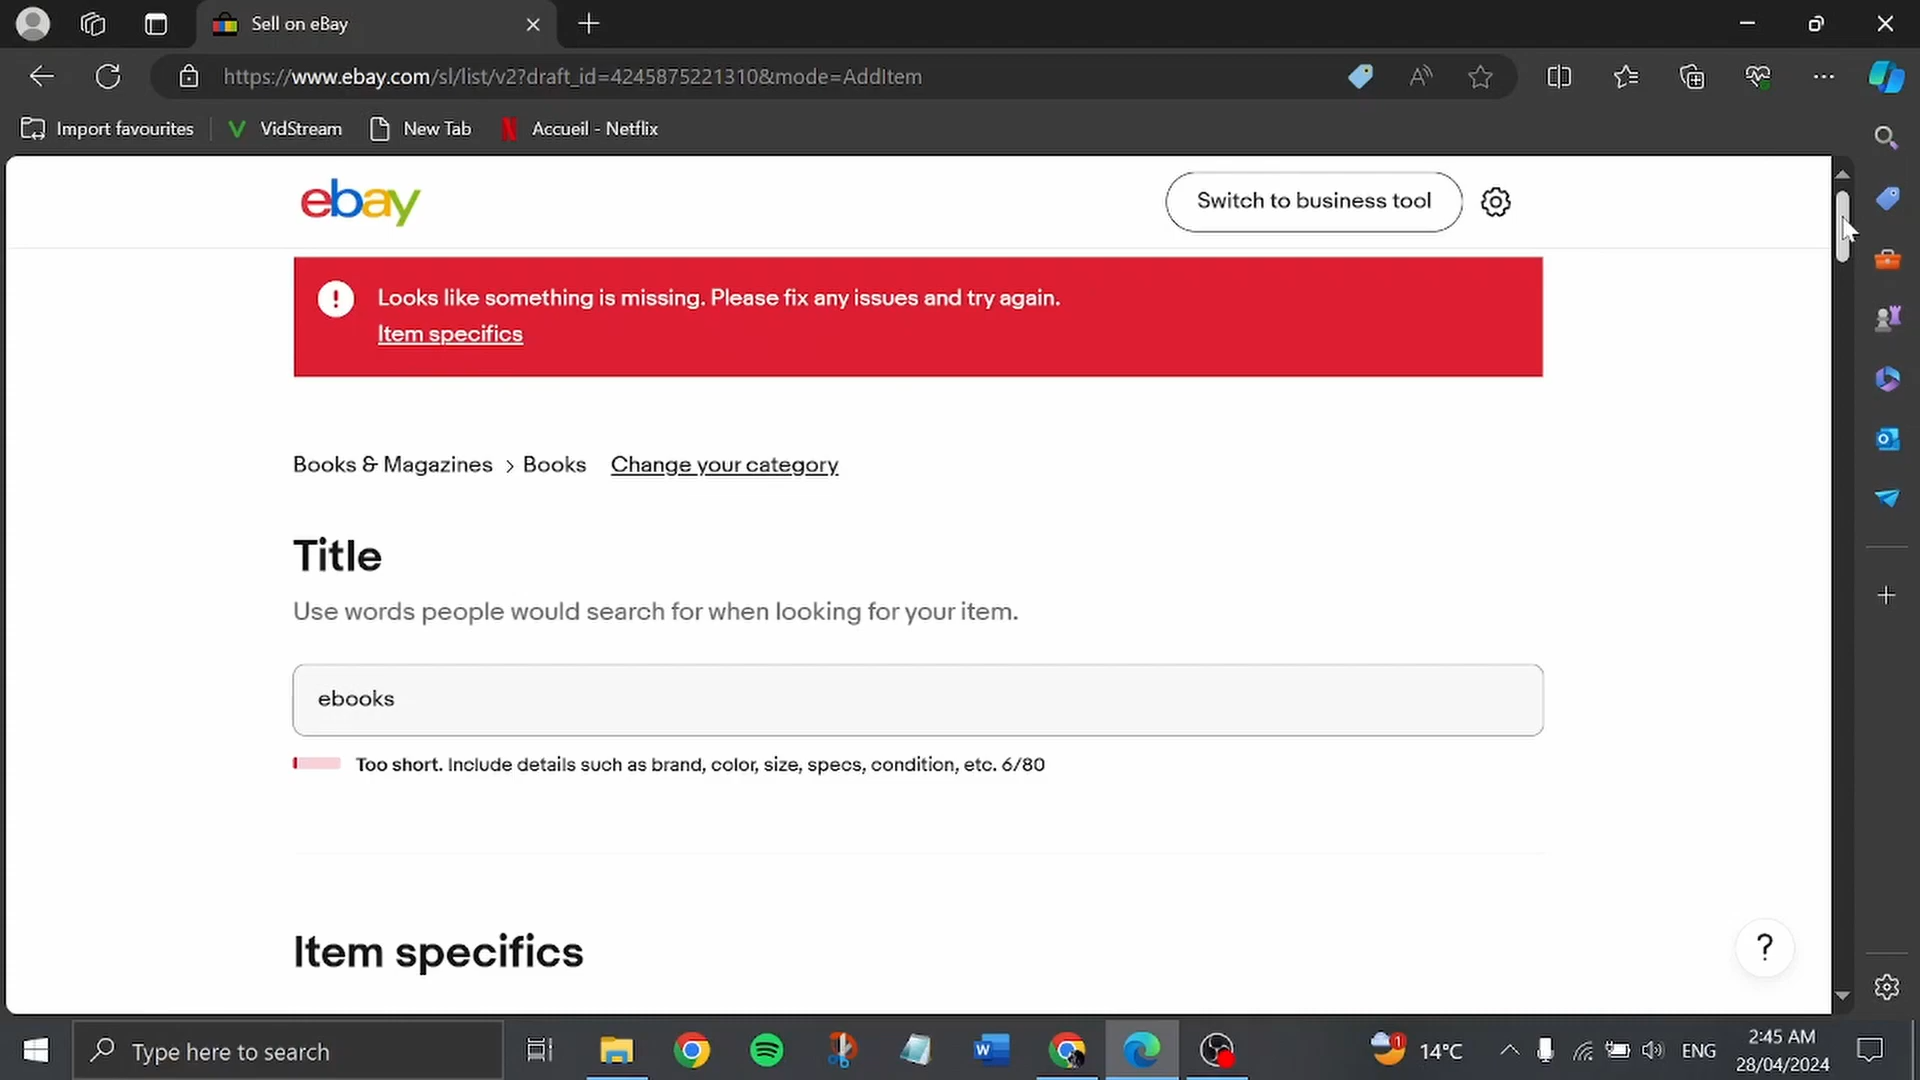 Sell on eBay
https://www.ebay.com/sl/list/v2?draft_id=4245875221310&mode=AddItem
Import favourites
VidStream
New Tab
Accueil - Netflix
ebay
Switch to business tool
Looks like something is missing. Please fix any issues and try again.
Item specifics
Books & Magazines > Books Change your category
Title
Use words people would search for when looking for your item.
ebooks
Too short. Include details such as brand, color, size, specs, condition, etc. 6/80
Item specifics
?
Type here to search
1
14°C
ENG
2:45 AM
28/04/2024